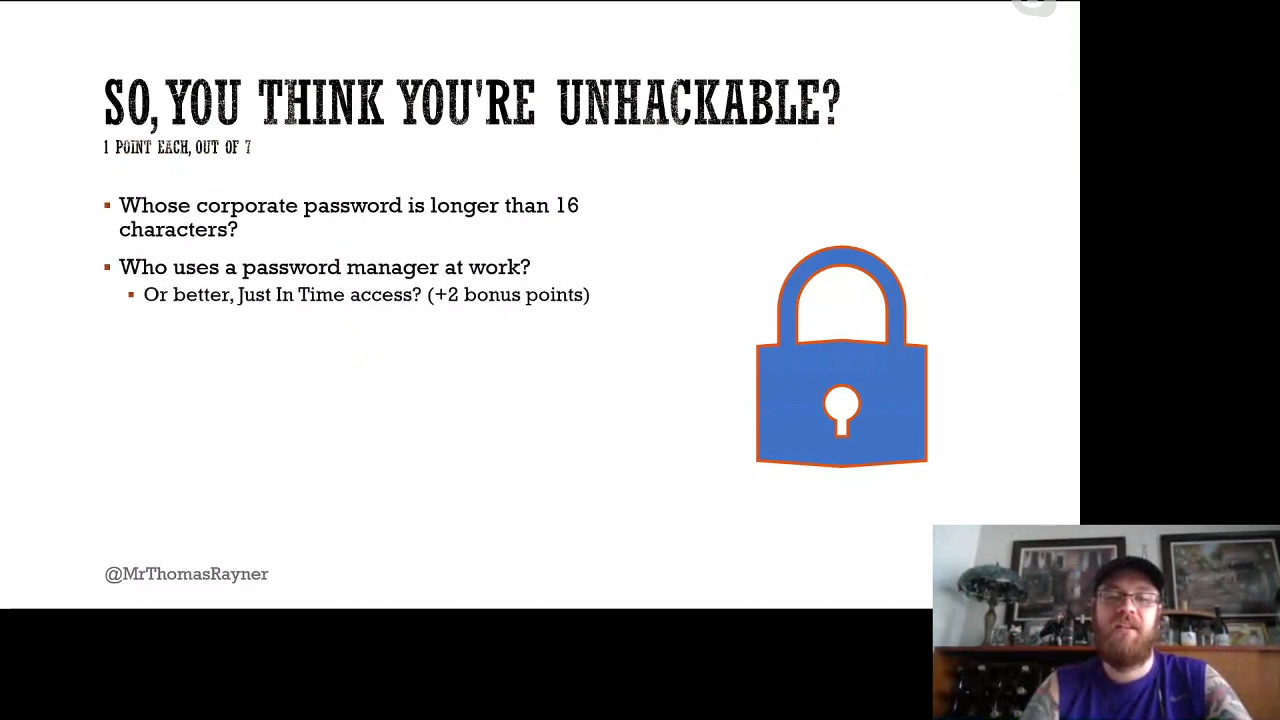 SO, YOU THINK YOU'RE UNHACKABLE?
1 POINT EACH, OUT OF 7
Whose corporate password is longer than 16
characters?
Who uses a password manager at work?
Or better, Just In Time access? (+2 bonus points)
@MrThomasRayner